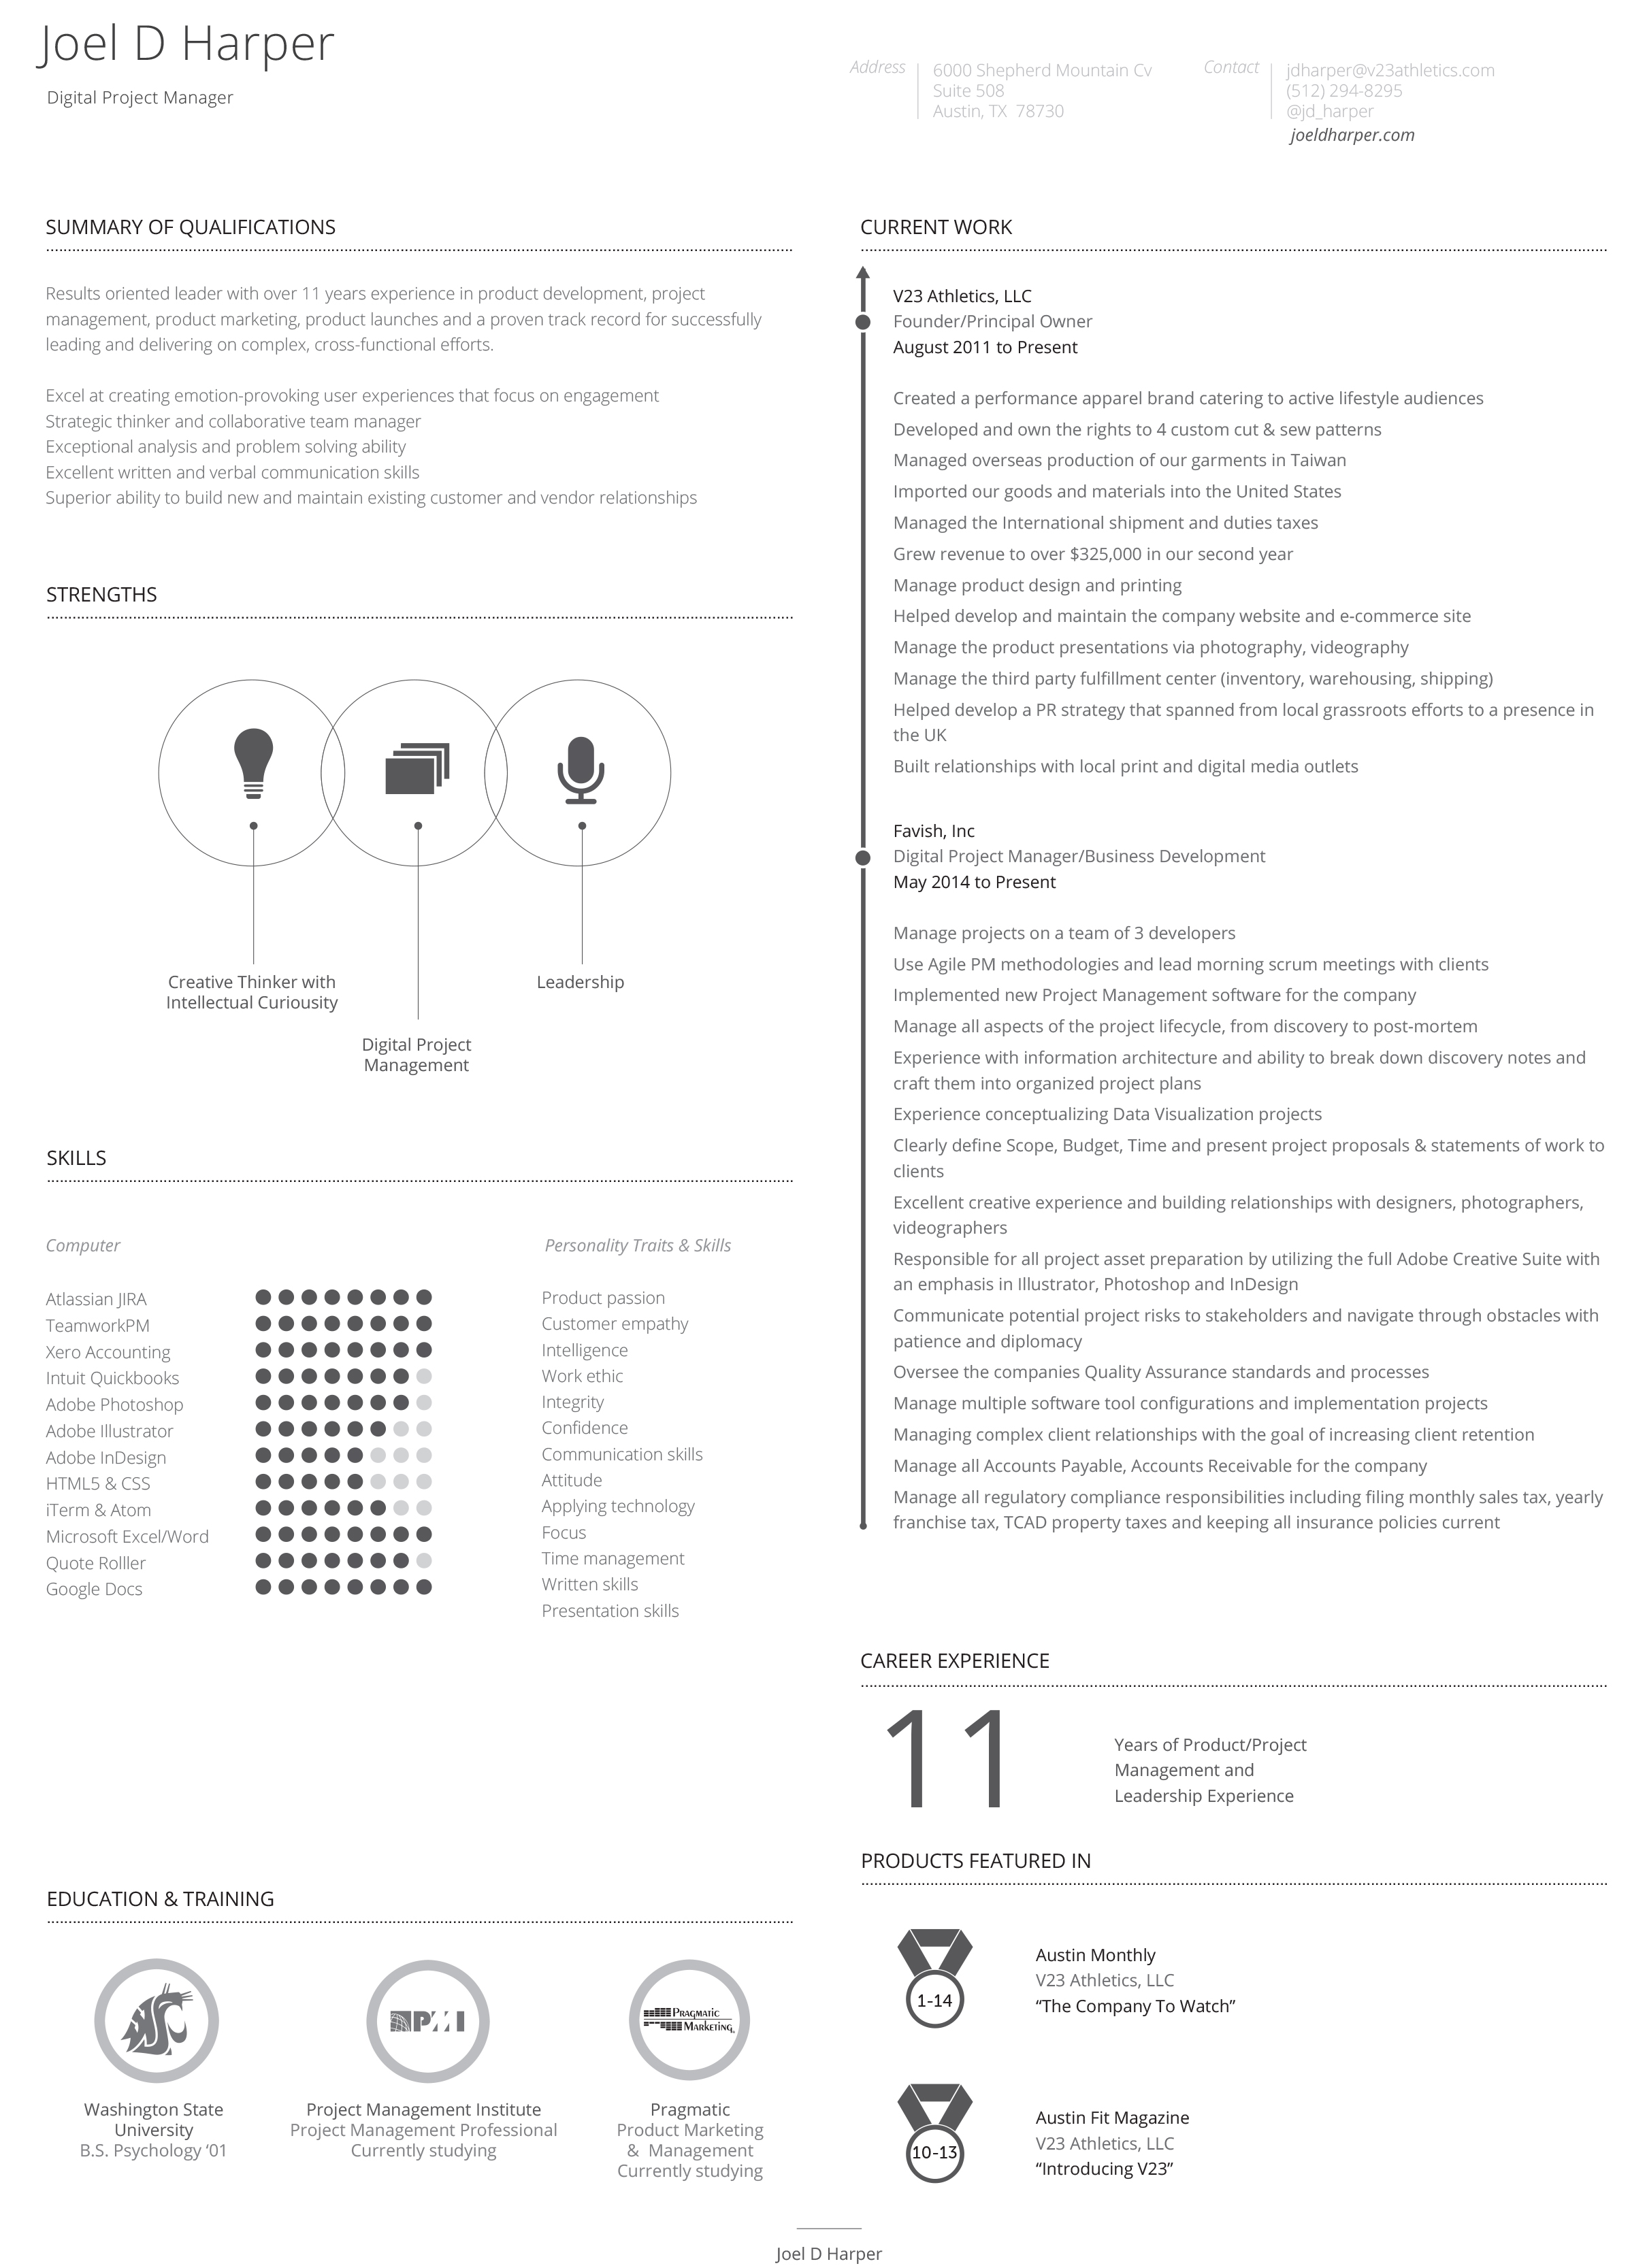 Joel D Harper
Digital Project Manager
Address
6000 Shepherd Mountain Cv
Suite 508
Austin, TX  78730
Contact
jdharper@v23athletics.com
(512) 294-8295
@jd_harper
joeldharper.com
SUMMARY OF QUALIFICATIONS
Results oriented leader with over 11 years experience in product development, project
management, product marketing, product launches and a proven track record for successfully
leading and delivering on complex, cross-functional efforts.
Excel at creating emotion-provoking user experiences that focus on engagement
Strategic thinker and collaborative team manager
Exceptional analysis and problem solving ability
Excellent written and verbal communication skills
Superior ability to build new and maintain existing customer and vendor relationships
STRENGTHS
Creative Thinker with
Intellectual Curiousity
Digital Project
Management
Leadership
SKILLS
Computer
Atlassian JIRA
TeamworkPM
Xero Accounting
Intuit Quickbooks
Adobe Photoshop
Adobe Illustrator
Adobe InDesign
HTML5 & CSS
iTerm & Atom
Microsoft Excel/Word
Quote Rolller
Google Docs
Personality Traits & Skills
Product passion
Customer empathy
Intelligence
Work ethic
Integrity
Confidence
Communication skills
Attitude
Applying technology
Focus
Time management
Written skills
Presentation skills
EDUCATION & TRAINING
Washington State
University
B.S. Psychology ‘01
PMI
Project Management Institute
Project Management Professional
Currently studying
PRAGMATIC
MARKETING
Pragmatic
Product Marketing
&  Management
Currently studying
CURRENT WORK
V23 Athletics, LLC
Founder/Principal Owner
August 2011 to Present
Created a performance apparel brand catering to active lifestyle audiences
Developed and own the rights to 4 custom cut & sew patterns
Managed overseas production of our garments in Taiwan
Imported our goods and materials into the United States
Managed the International shipment and duties taxes
Grew revenue to over $325,000 in our second year
Manage product design and printing
Helped develop and maintain the company website and e-commerce site
Manage the product presentations via photography, videography
Manage the third party fulfillment center (inventory, warehousing, shipping)
Helped develop a PR strategy that spanned from local grassroots efforts to a presence in
the UK
Built relationships with local print and digital media outlets
Favish, Inc
Digital Project Manager/Business Development
May 2014 to Present
Manage projects on a team of 3 developers
Use Agile PM methodologies and lead morning scrum meetings with clients
Implemented new Project Management software for the company
Manage all aspects of the project lifecycle, from discovery to post-mortem
Experience with information architecture and ability to break down discovery notes and
craft them into organized project plans
Experience conceptualizing Data Visualization projects
Clearly define Scope, Budget, Time and present project proposals & statements of work to
clients
Excellent creative experience and building relationships with designers, photographers,
videographers
Responsible for all project asset preparation by utilizing the full Adobe Creative Suite with
an emphasis in Illustrator, Photoshop and InDesign
Communicate potential project risks to stakeholders and navigate through obstacles with
patience and diplomacy
Oversee the companies Quality Assurance standards and processes
Manage multiple software tool configurations and implementation projects
Managing complex client relationships with the goal of increasing client retention
Manage all Accounts Payable, Accounts Receivable for the company
Manage all regulatory compliance responsibilities including filing monthly sales tax, yearly
franchise tax, TCAD property taxes and keeping all insurance policies current
CAREER EXPERIENCE
11
Years of Product/Project
Management and
Leadership Experience
PRODUCTS FEATURED IN
1-14
Austin Monthly
V23 Athletics, LLC
“The Company To Watch”
10-13
Austin Fit Magazine
V23 Athletics, LLC
“Introducing V23”
Joel D Harper